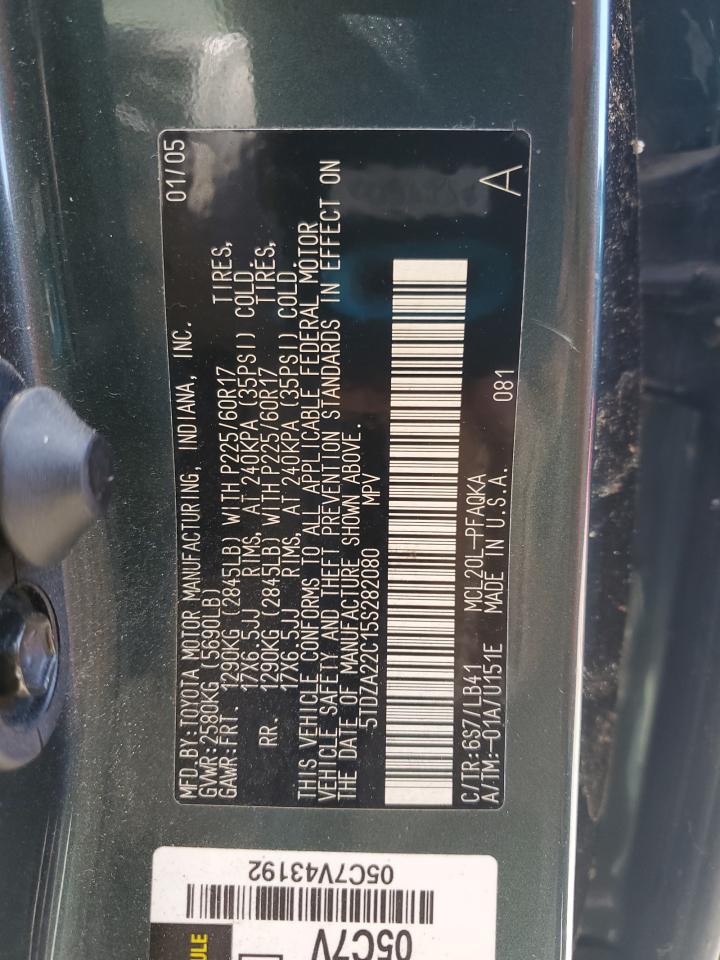 01/05
MFD.BY:TOYOTA MOTOR MANUFACTURING, INDIANA, INC.
GVWR:2580KG (5690LB)
GAWR:FRT. 1290KG (2845LB) WITH P225/60R17 TIRES,
17X6.5JJ RIMS, AT 240KPA (35PSI) COLD.
RR. 1290KG (2845LB) WITH P225/60R17 TIRES,
17X6.5JJ RIMS, AT 240KPA (35PSI) COLD.
THIS VEHICLE CONFORMS TO ALL APPLICABLE FEDERAL MOTOR
VEHICLE SAFETY AND THEFT PREVENTION STANDARDS IN EFFECT ON
THE DATE OF MANUFACTURE SHOWN ABOVE.
5TDZA22C15S282080 MPV
A
C/TR:6S7/LB41 MCL20L-PFAQKA 081
A/TM:-01A/U151E MADE IN U.S.A.
05C7V43192
05C7V
ULE